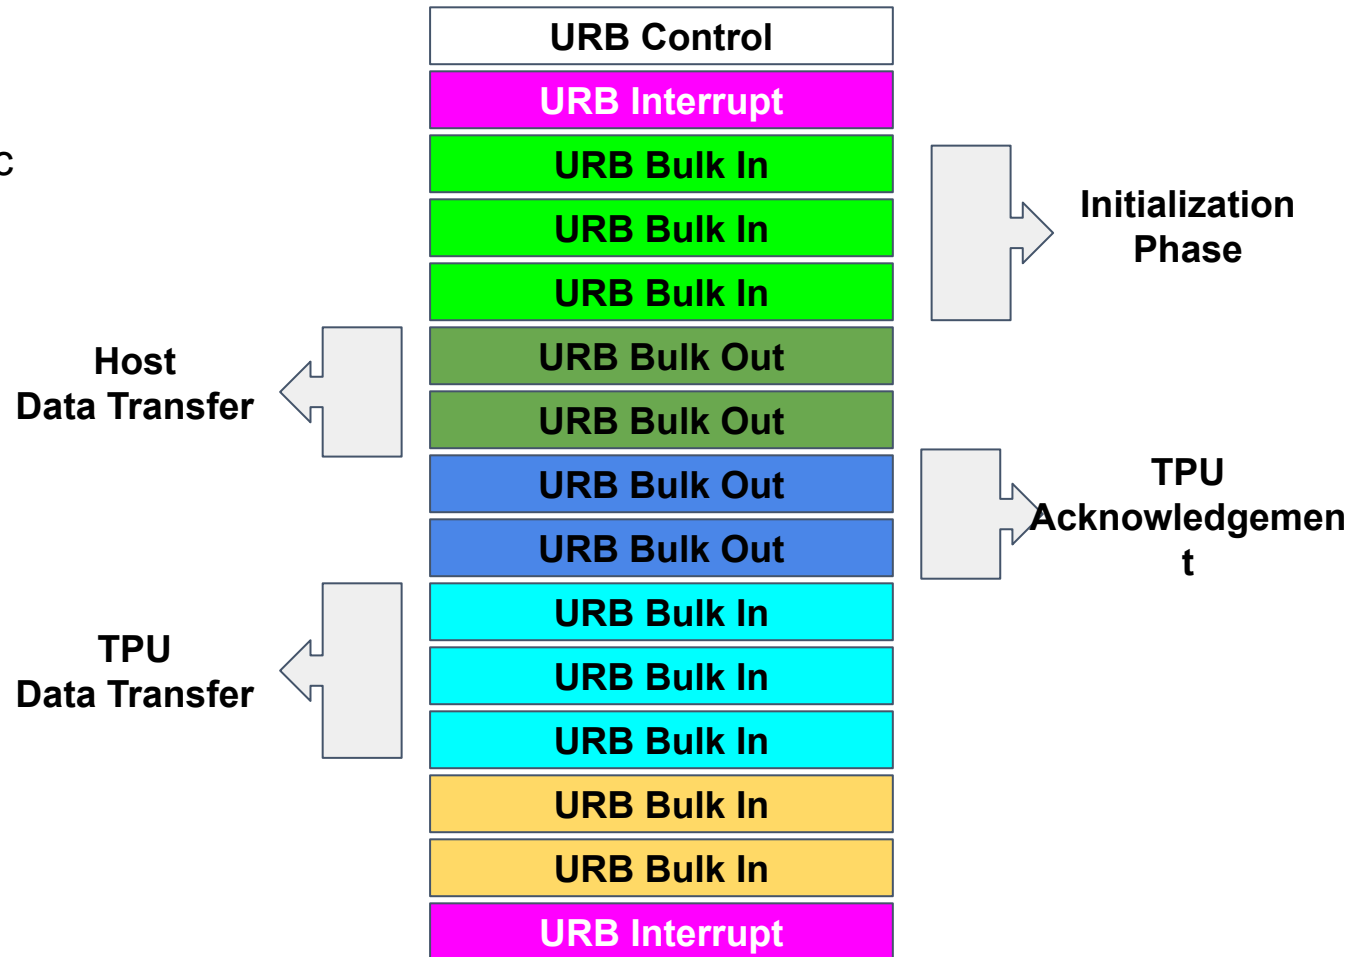 URB Control
URB Interrupt
URB Bulk In
c
URB Bulk In
URB Bulk In
Initialization
Phase
URB Bulk Out
URB Bulk Out
Host
Data Transfer
URB Bulk Out
URB Bulk Out
TPU
Acknowledgemen
t
URB Bulk In
URB Bulk In
URB Bulk In
TPU
Data Transfer
URB Bulk In
URB Bulk In
URB Interrupt